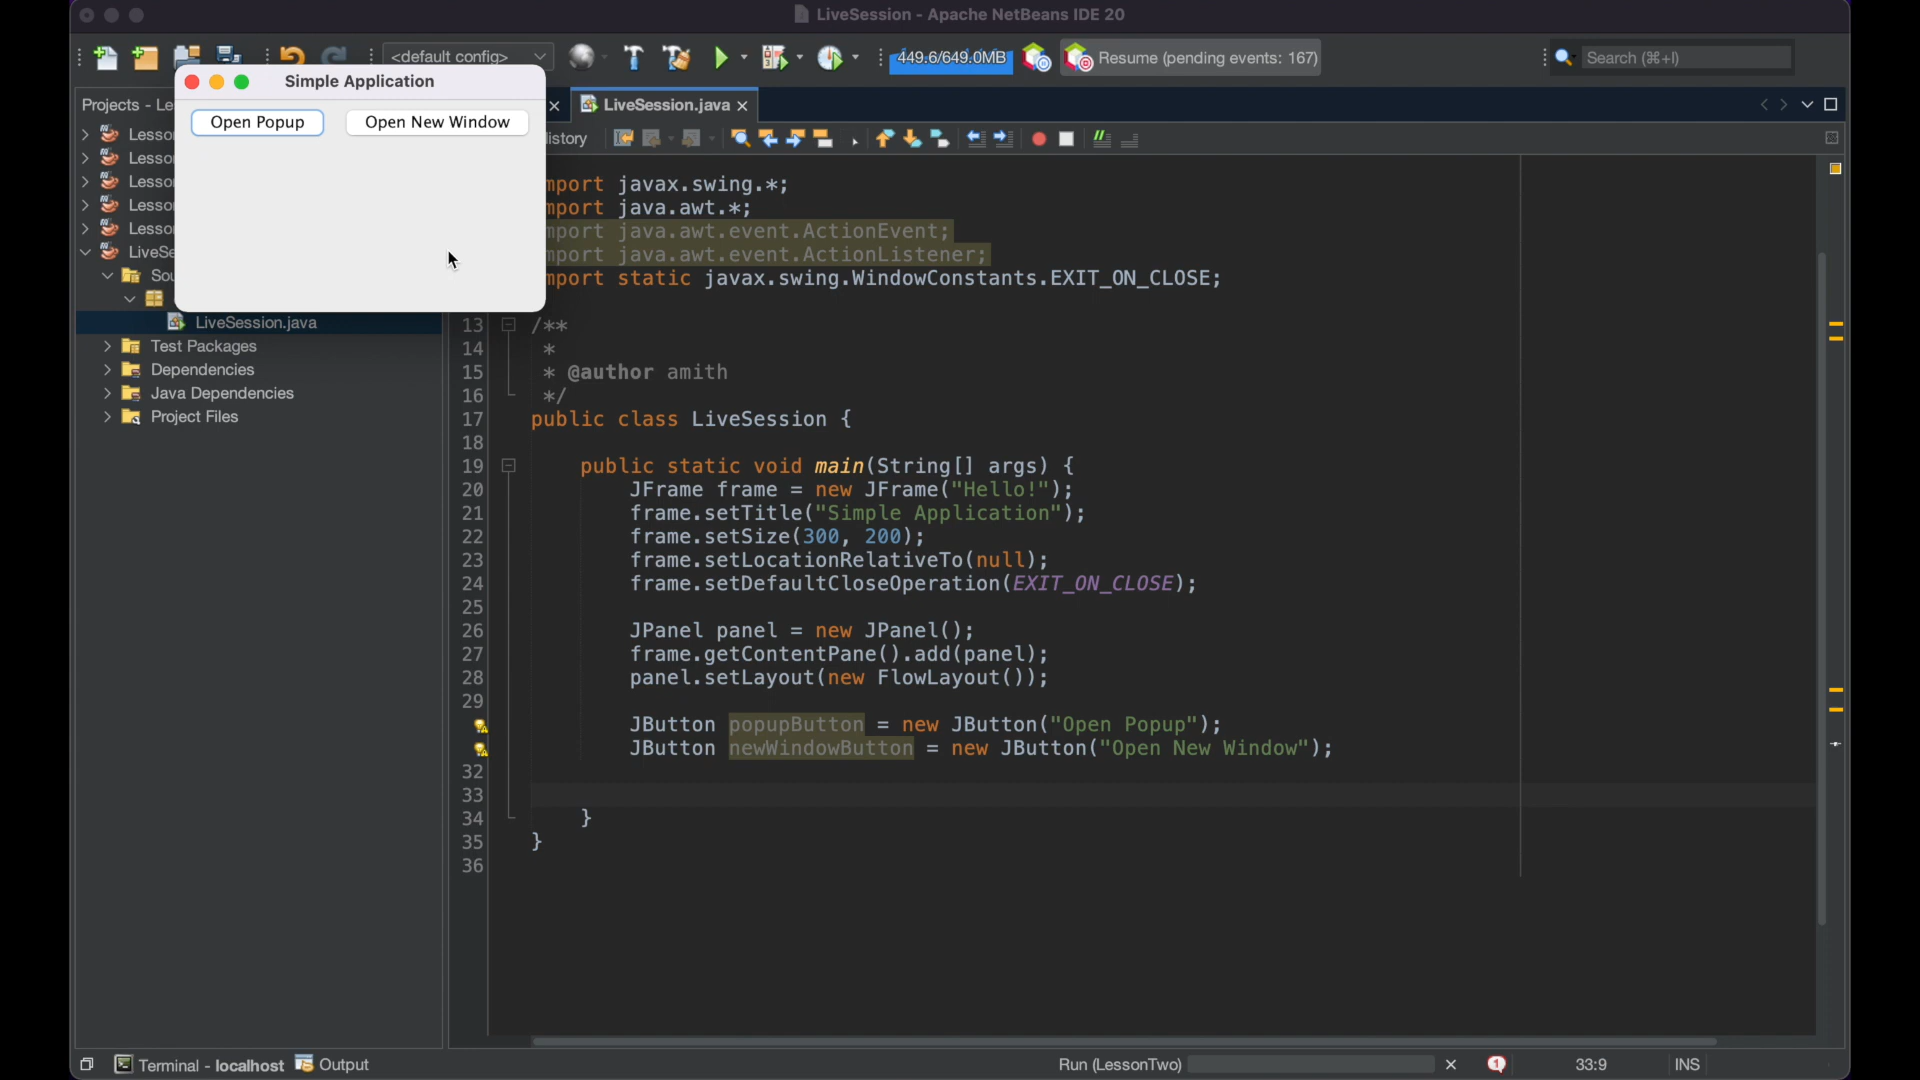 LiveSession - Apache NetBeans IDE 20
<default config>
449.6/649.0MB
Resume (pending events: 167)
Search (⌘+I)
Simple Application
Open Popup
Open New Window
Projects - Le
LiveSession.java
Lesso
Lesso
Lesso
Lesso
Lesso
LiveSe
Sou
LiveSession.java
Test Packages
Dependencies
Java Dependencies
Project Files
istory
mport javax.swing.*;
mport java.awt.*;
mport java.awt.event.ActionEvent;
mport java.awt.event.ActionListener;
mport static javax.swing.WindowConstants.EXIT_ON_CLOSE;
13 /**
14 *
15 * @author amith
16 */
17 public class LiveSession {
18
19 public static void main(String[] args) {
20 JFrame frame = new JFrame("Hello!");
21 frame.setTitle("Simple Application");
22 frame.setSize(300, 200);
23 frame.setLocationRelativeTo(null);
24 frame.setDefaultCloseOperation(EXIT_ON_CLOSE);
25
26 JPanel panel = new JPanel();
27 frame.getContentPane().add(panel);
28 panel.setLayout(new FlowLayout());
29
JButton popupButton = new JButton("Open Popup");
JButton newWindowButton = new JButton("Open New Window");
32
33
34 }
35 }
36
Terminal - localhost
Output
Run (LessonTwo)
1
33:9
INS